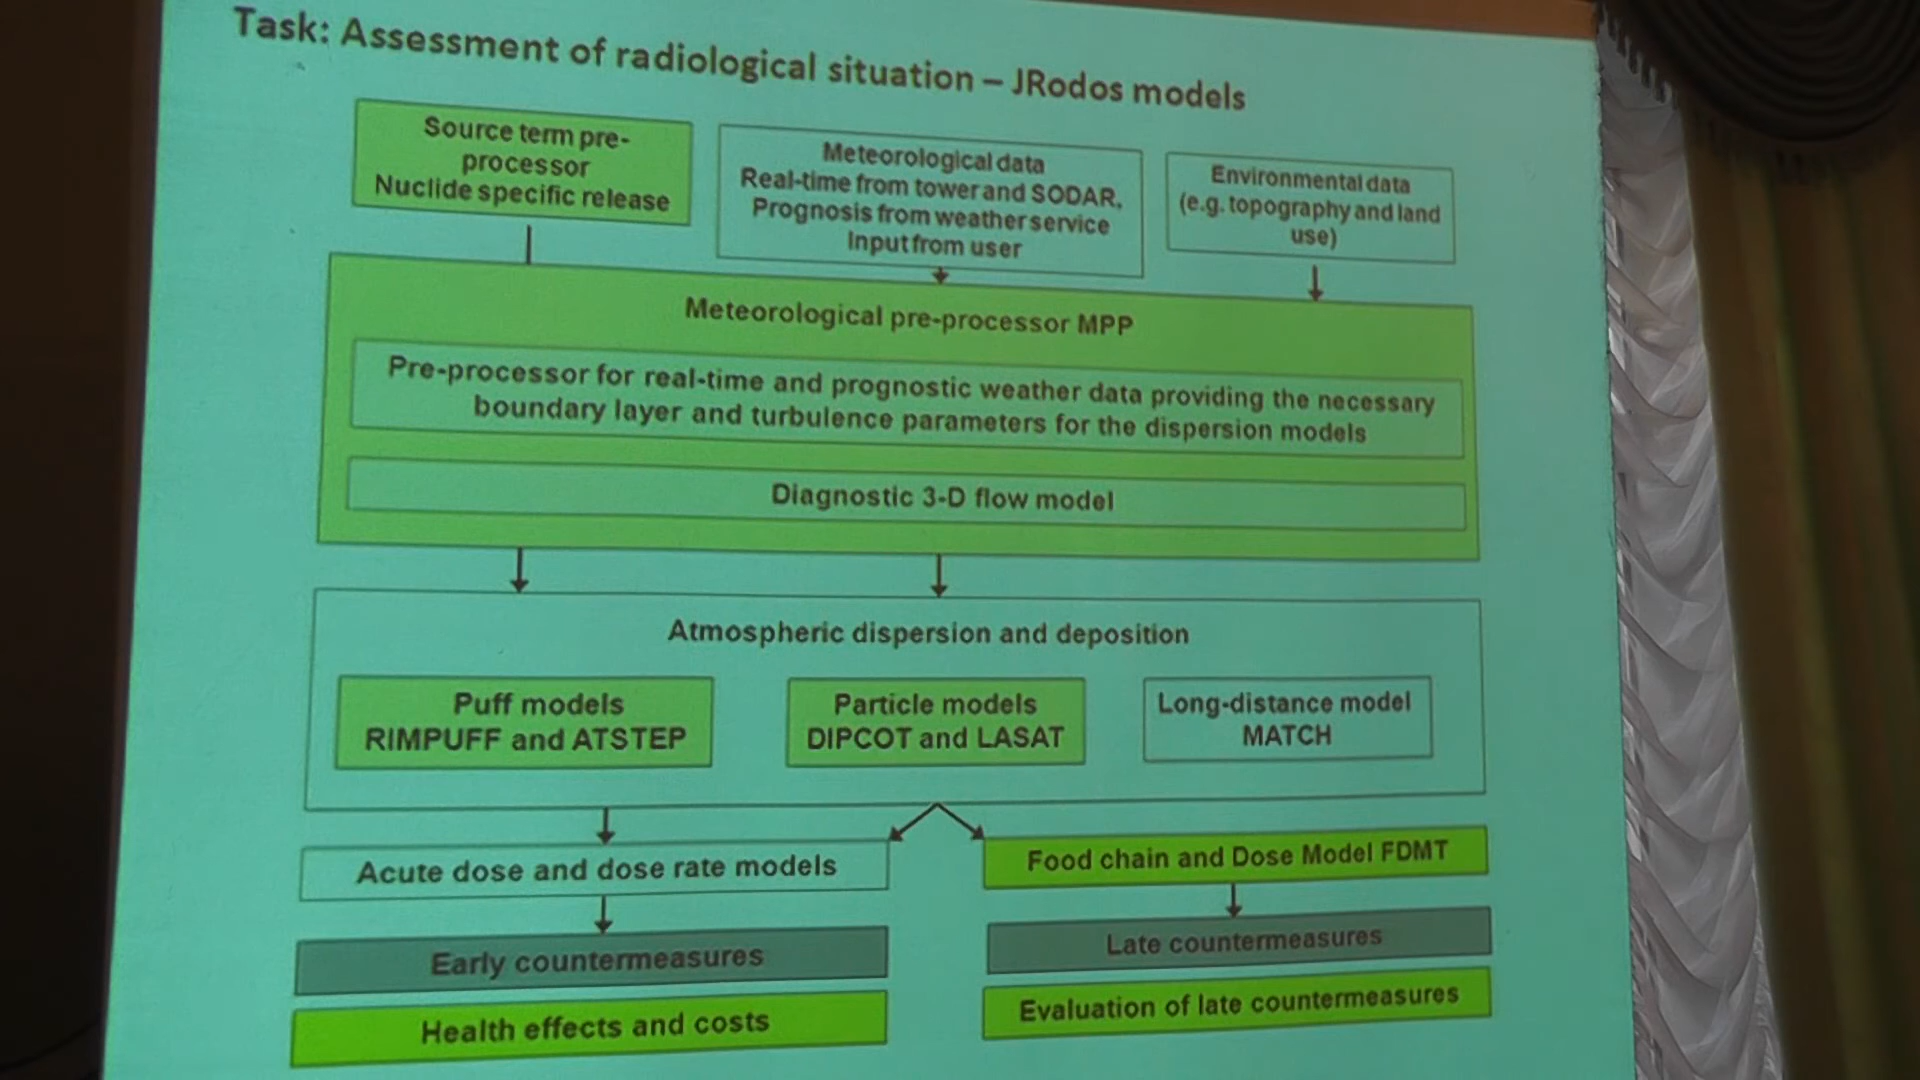 Task: Assessment of radiological situation – JRodos models
Source term pre-
processor
Nuclide specific release
Meteorological data
Real-time from tower and SODAR,
Prognosis from weather service
Input from user
Environmental data
(e.g. topography and land
use)
Meteorological pre-processor MPP
Pre-processor for real-time and prognostic weather data providing the necessary
boundary layer and turbulence parameters for the dispersion models
Diagnostic 3-D flow model
Atmospheric dispersion and deposition
Puff models
RIMPUFF and ATSTEP
Particle models
DIPCOT and LASAT
Long-distance model
MATCH
Acute dose and dose rate models
Food chain and Dose Model FDMT
Early countermeasures
Late countermeasures
Health effects and costs
Evaluation of late countermeasures